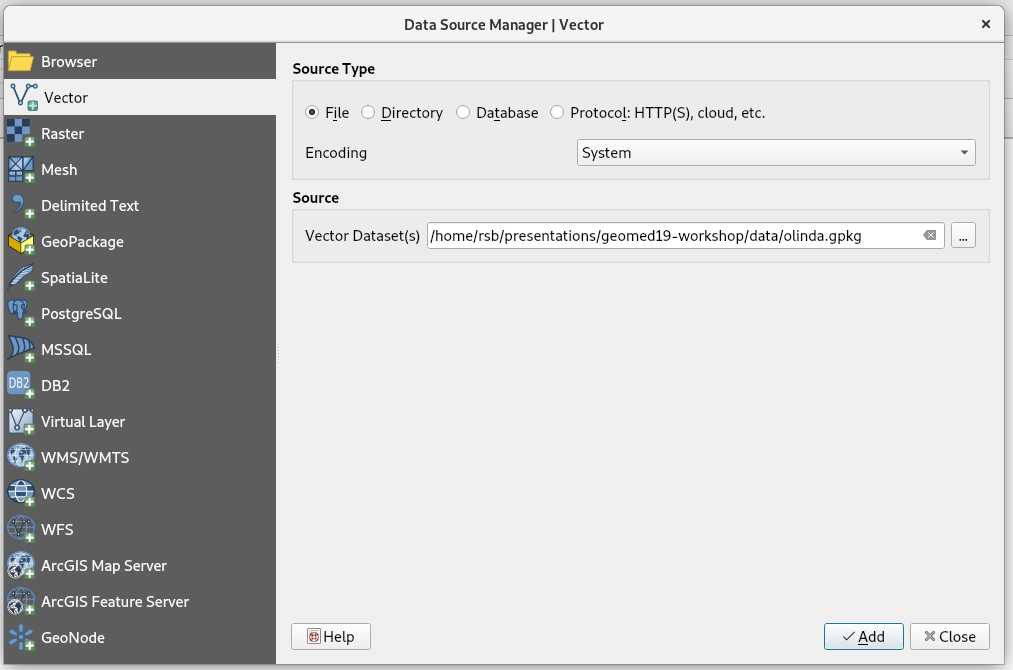 Data Source Manager | Vector
Browser
Vector
Raster
Mesh
Delimited Text
GeoPackage
SpatiaLite
PostgreSQL
MSSQL
DB2
DB2
Virtual Layer
WMS/WMTS
WCS
WFS
ArcGIS Map Server
ArcGIS Feature Server
GeoNode
Source Type
File Directory Database Protocol: HTTP(S), cloud, etc.
Encoding System
Source
Vector Dataset(s) /home/rsb/presentations/geomed19-workshop/data/olinda.gpkg ...
Help Add Close